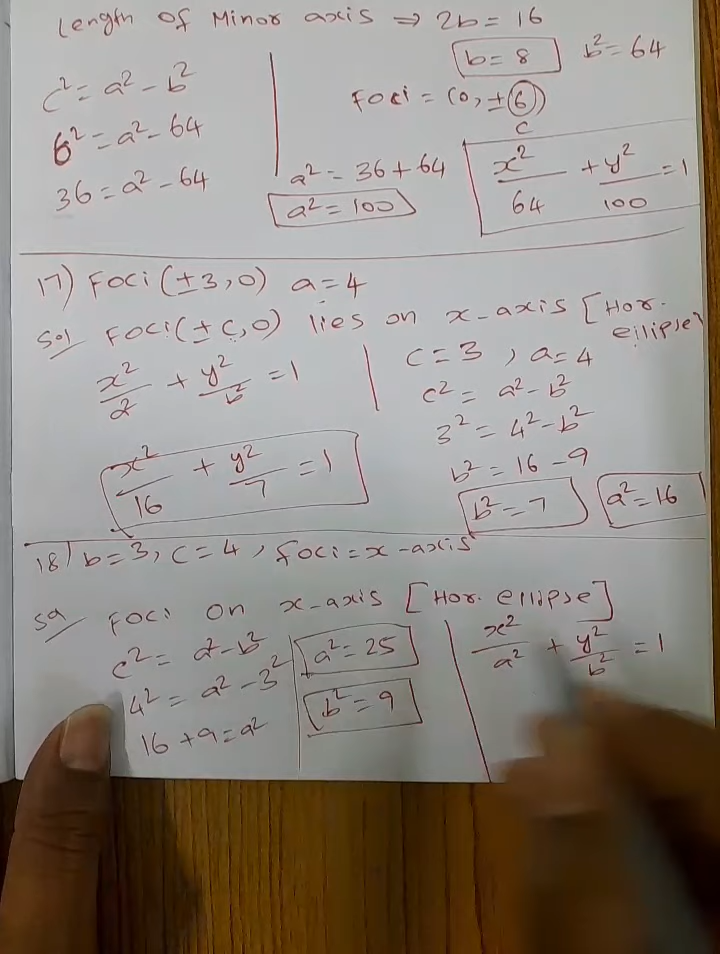 Length of Minor axis ⇒ 2b = 16
b = 8 b² = 64
c² = a² - b²
Foci = (0, ±6)
c
6² = a² - 64
36 = a² - 64
a² = 36 + 64
a² = 100
x²/64 + y²/100 = 1
17) Foci (±3, 0) a = 4
Sol Foci (±c, 0) lies on x-axis [Hor. ellipse]
x²/a² + y²/b² = 1
c = 3, a = 4
c² = a² - b²
3² = 4² - b²
b² = 16 - 9
b² = 7 a² = 16
x²/16 + y²/7 = 1
18) b = 3, c = 4, foci = x-axis
Sol Foci on x-axis [Hor. ellipse]
c² = a² - b²
4² = a² - 3²
16 + 9 = a²
a² = 25
b² = 9
x²/a² + y²/b² = 1